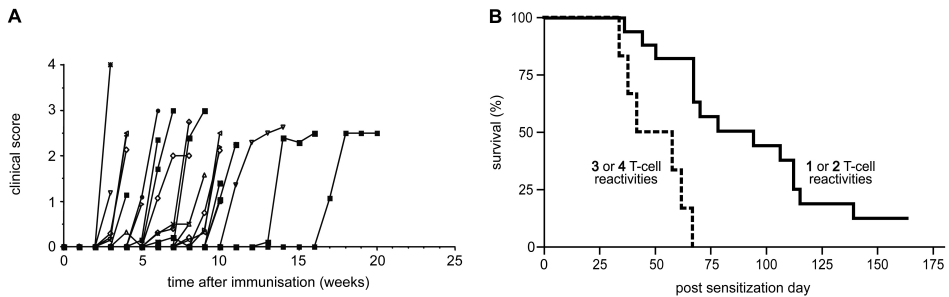 A
clinical score
4
3
2
1
0
0 5 10 15 20 25
time after immunisation (weeks)
B
survival (%)
100
75
50
25
0
3 or 4 T-cell
reactivities
1 or 2 T-cell
reactivities
0 25 50 75 100 125 150 175
post sensitization day